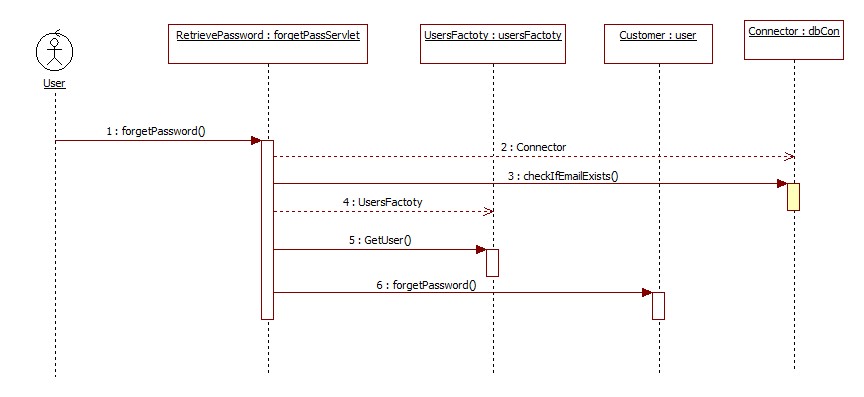 RetrievePassword : forgetPassServlet
UsersFactoty : usersFactoty
Customer : user
Connector : dbCon
User
1 : forgetPassword()
2 : Connector
3 : checkIfEmailExists()
4 : UsersFactoty
5 : GetUser()
6 : forgetPassword()